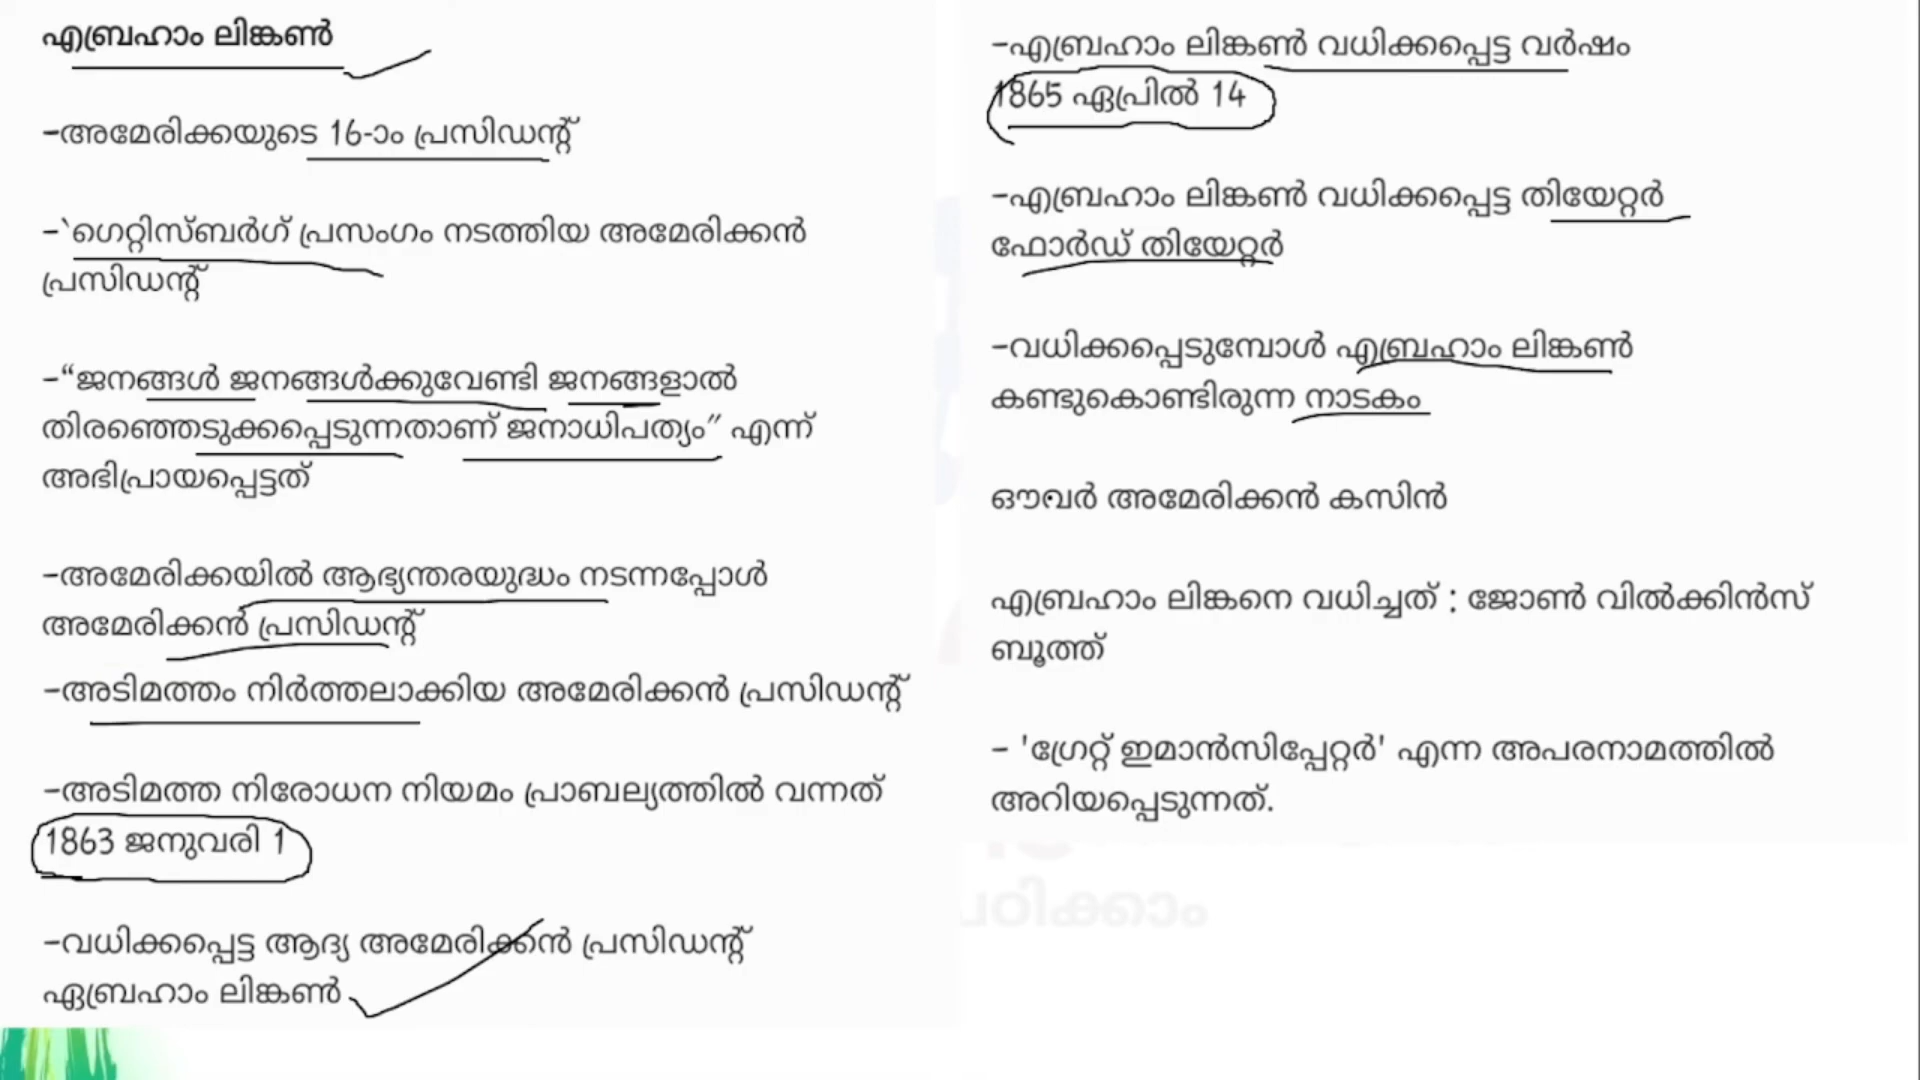 എബ്രഹാം ലിങ്കൺ
-അമേരിക്കയുടെ 16-ാം പ്രസിഡന്റ്
-`ഗെറ്റിസ്ബർഗ് പ്രസംഗം നടത്തിയ അമേരിക്കൻ
പ്രസിഡന്റ്
-“ജനങ്ങൾ ജനങ്ങൾക്കുവേണ്ടി ജനങ്ങളാൽ
തിരഞ്ഞെടുക്കപ്പെടുന്നതാണ് ജനാധിപത്യം” എന്ന്
അഭിപ്രായപ്പെട്ടത്
-അമേരിക്കയിൽ ആഭ്യന്തരയുദ്ധം നടന്നപ്പോൾ
അമേരിക്കൻ പ്രസിഡന്റ്
-അടിമത്തം നിർത്തലാക്കിയ അമേരിക്കൻ പ്രസിഡന്റ്
-അടിമത്ത നിരോധന നിയമം പ്രാബല്യത്തിൽ വന്നത്
1863 ജനുവരി 1
-വധിക്കപ്പെട്ട ആദ്യ അമേരിക്കൻ പ്രസിഡന്റ്
ഏബ്രഹാം ലിങ്കൺ
-എബ്രഹാം ലിങ്കൺ വധിക്കപ്പെട്ട വർഷം
1865 ഏപ്രിൽ 14
-എബ്രഹാം ലിങ്കൺ വധിക്കപ്പെട്ട തിയേറ്റർ
ഫോർഡ് തിയേറ്റർ
-വധിക്കപ്പെടുമ്പോൾ എബ്രഹാം ലിങ്കൺ
കണ്ടുകൊണ്ടിരുന്ന നാടകം
ഔവർ അമേരിക്കൻ കസിൻ
എബ്രഹാം ലിങ്കനെ വധിച്ചത് : ജോൺ വിൽക്കിൻസ്
ബൂത്ത്
- 'ഗ്രേറ്റ് ഇമാൻസിപ്പേറ്റർ' എന്ന അപരനാമത്തിൽ
അറിയപ്പെടുന്നത്.
പഠിക്കാം